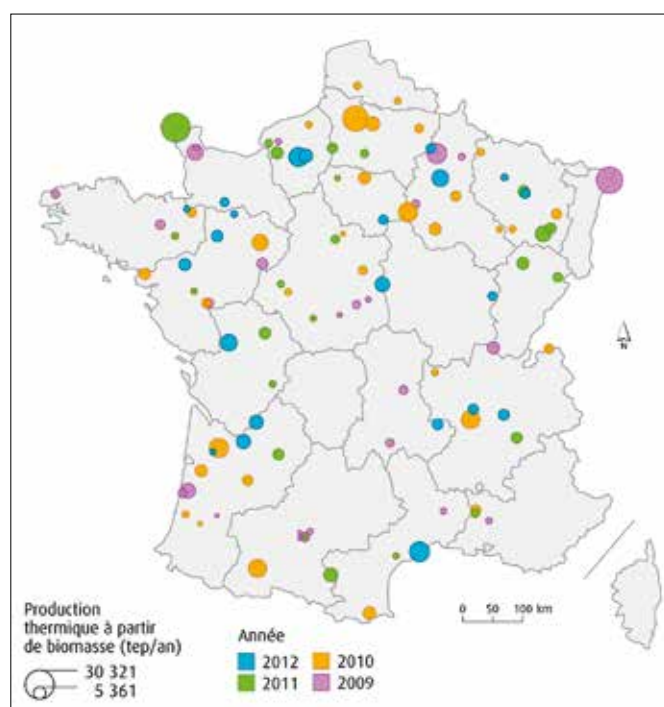 N
0 50 100 km
Production
thermique à partir
de biomasse (tep/an)
30 321
5 361
Année
2012
2010
2011
2009